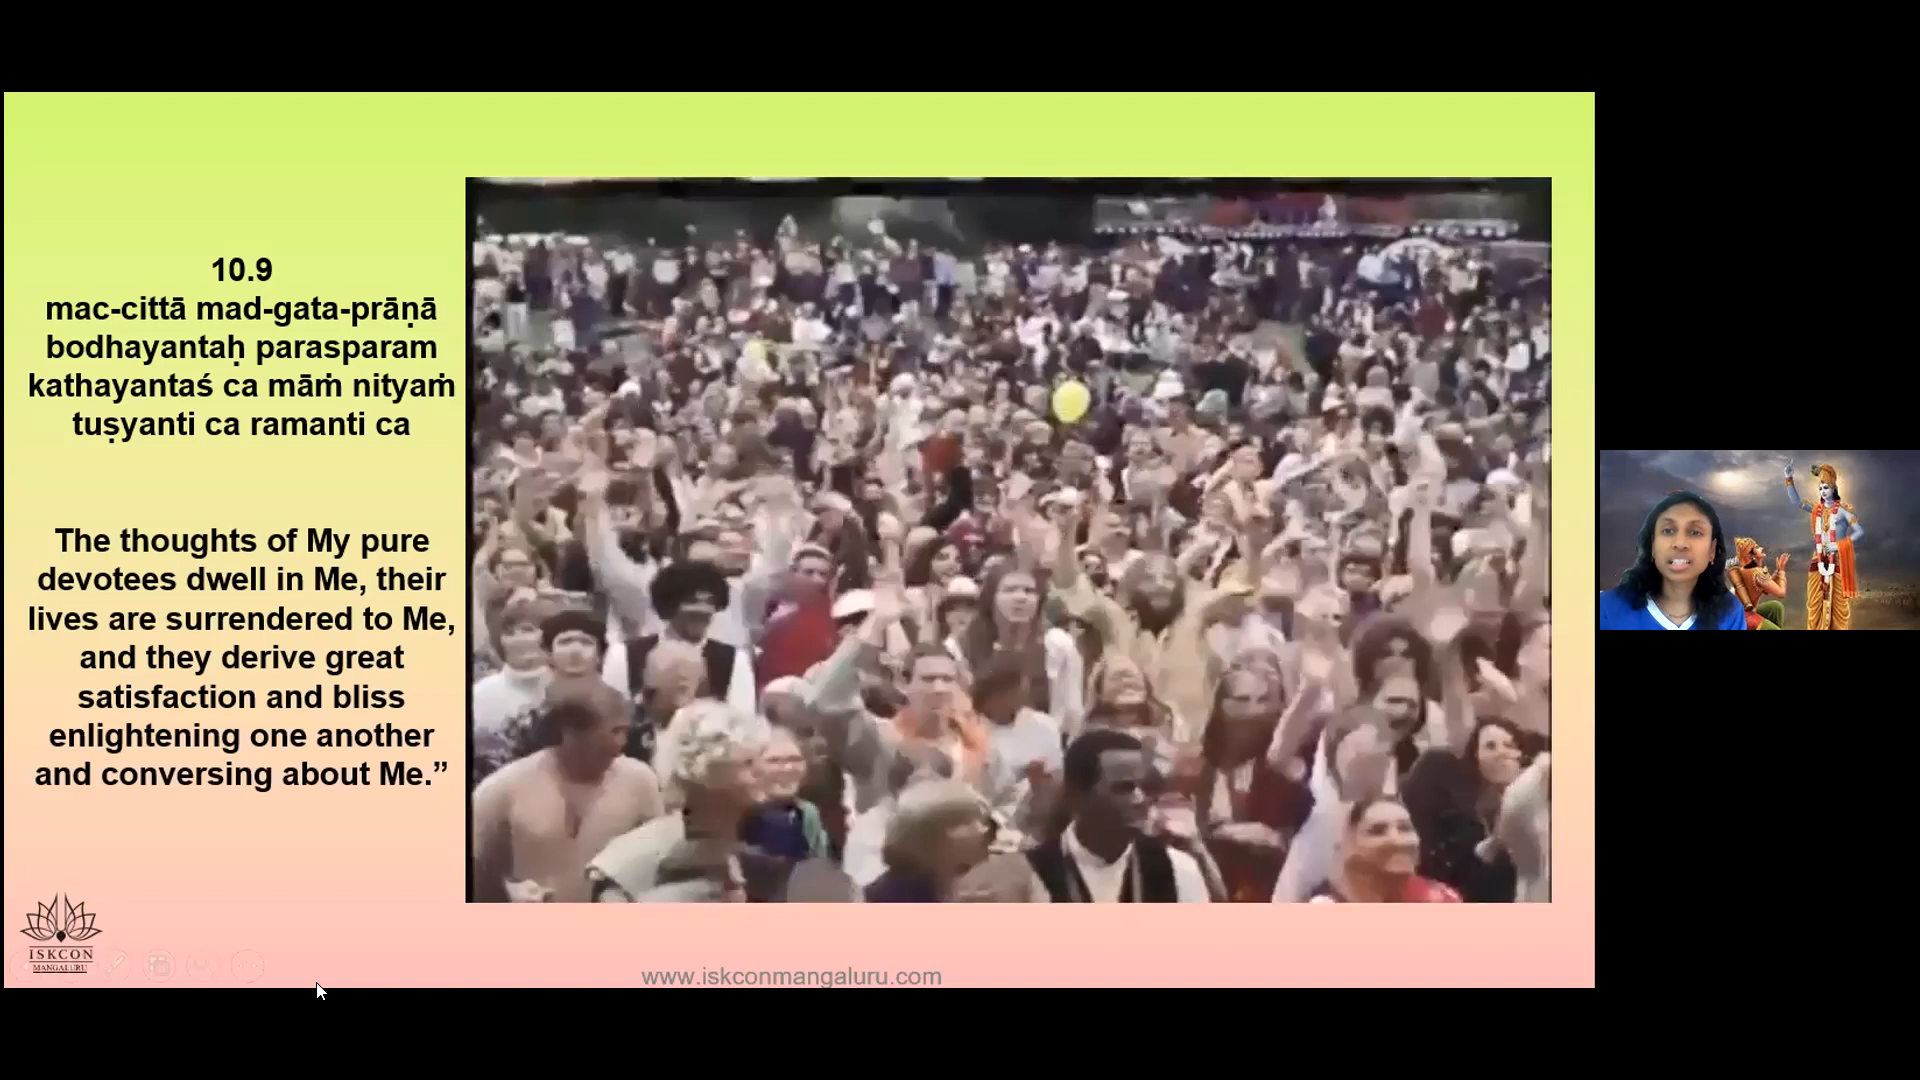 10.9
mac-cittā mad-gata-prāṇā
bodhayantaḥ parasparam
kathayantaś ca māṁ nityaṁ
tuṣyanti ca ramanti ca
The thoughts of My pure
devotees dwell in Me, their
lives are surrendered to Me,
and they derive great
satisfaction and bliss
enlightening one another
and conversing about Me.”
ISKCON
MANGALURU
www.iskconmangaluru.com